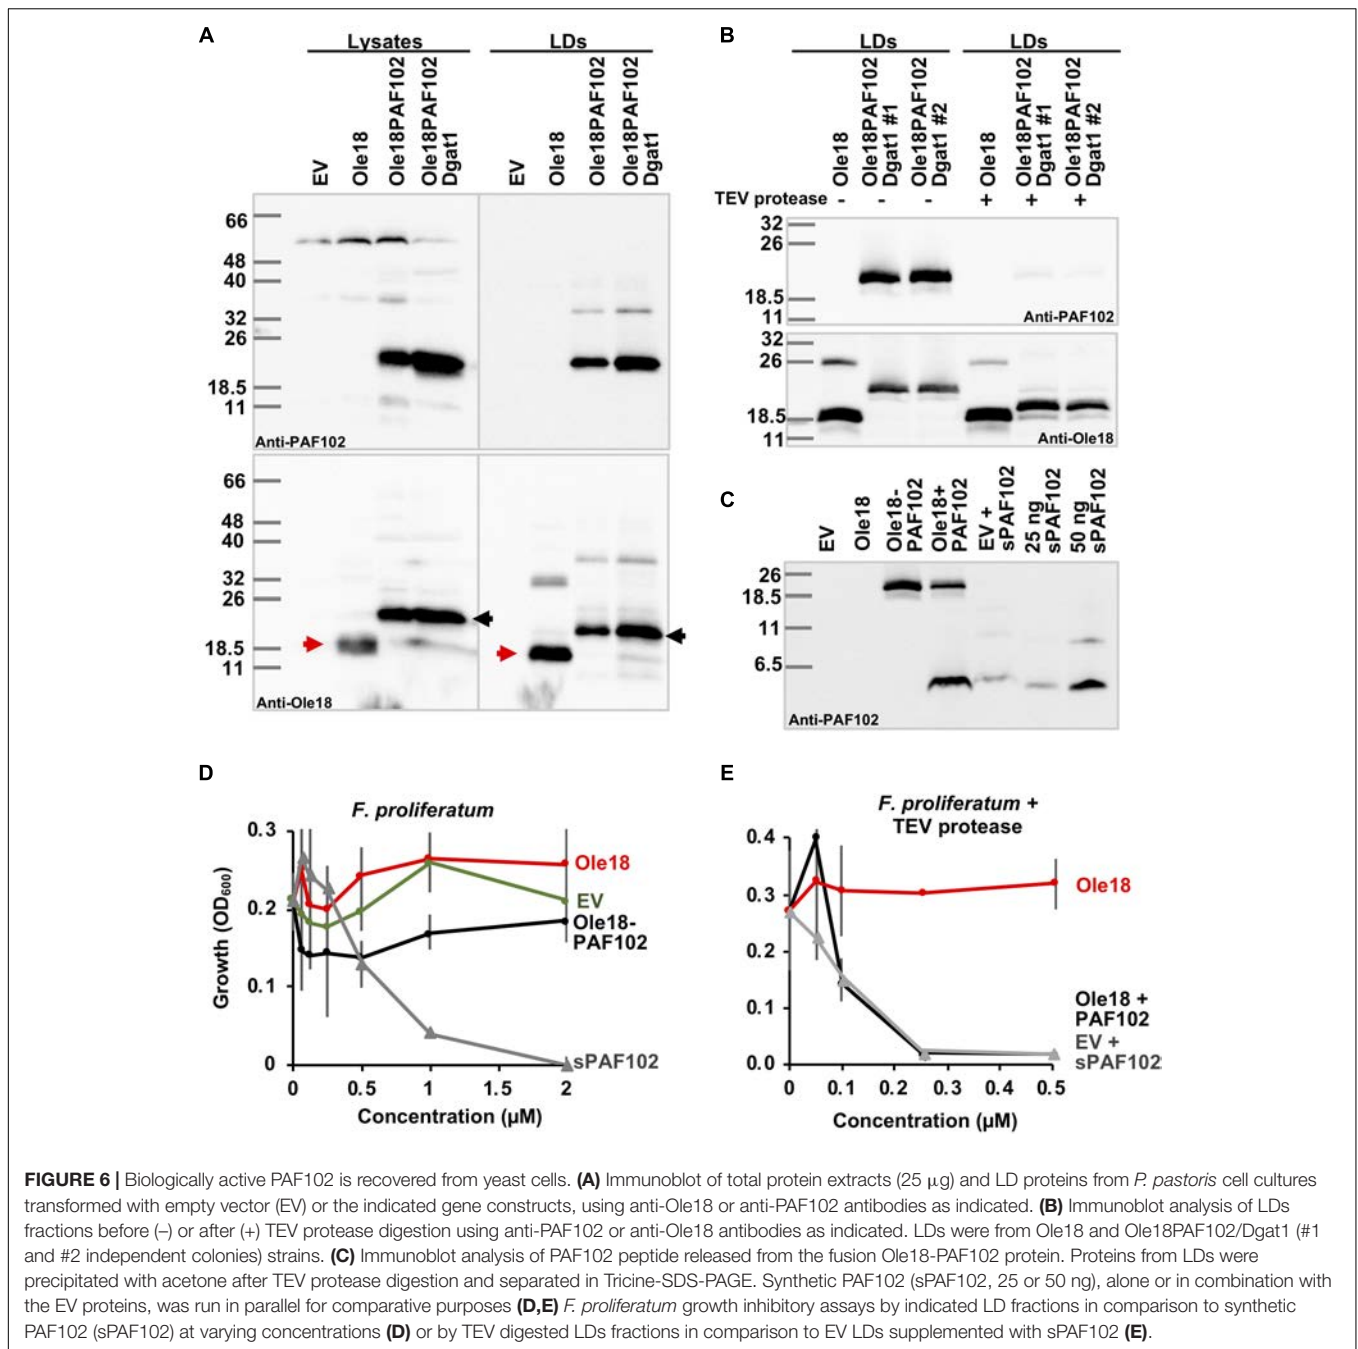 A
Lysates
LDs
EV
Ole18
Ole18PAF102
Ole18PAF102
Dgat1
EV
Ole18
Ole18PAF102
Ole18PAF102
Dgat1
66
48
40
32
26
18.5
11
Anti-PAF102
66
48
40
32
26
18.5
11
Anti-Ole18
B
LDs
LDs
Ole18
Ole18PAF102
Dgat1 #1
Ole18PAF102
Dgat1 #2
Ole18
Ole18PAF102
Dgat1 #1
Ole18PAF102
Dgat1 #2
TEV protease - - - + + +
32
26
18.5
11
Anti-PAF102
32
26
18.5
11
Anti-Ole18
C
EV
Ole18
Ole18-
PAF102
Ole18+
PAF102
EV +
sPAF102
25 ng
sPAF102
50 ng
sPAF102
26
18.5
11
6.5
Anti-PAF102
D
F. proliferatum
Growth (OD600)
0.3
0.2
0.1
0
0 0.5 1 2
Concentration (µM)
Ole18
EV
Ole18-
PAF102
sPAF102
E
F. proliferatum +
TEV protease
0.4
0.3
0.2
0.1
0.0
0 0.1 0.2 0.3 0.4 0.5
Concentration (µM)
Ole18
Ole18 +
PAF102
EV +
sPAF102
FIGURE 6 | Biologically active PAF102 is recovered from yeast cells. (A) Immunoblot of total protein extracts (25 µg) and LD proteins from P. pastoris cell cultures
transformed with empty vector (EV) or the indicated gene constructs, using anti-Ole18 or anti-PAF102 antibodies as indicated. (B) Immunoblot analysis of LDs
fractions before (–) or after (+) TEV protease digestion using anti-PAF102 or anti-Ole18 antibodies as indicated. LDs were from Ole18 and Ole18PAF102/Dgat1 (#1
and #2 independent colonies) strains. (C) Immunoblot analysis of PAF102 peptide released from the fusion Ole18-PAF102 protein. Proteins from LDs were
precipitated with acetone after TEV protease digestion and separated in Tricine-SDS-PAGE. Synthetic PAF102 (sPAF102, 25 or 50 ng), alone or in combination with
the EV proteins, was run in parallel for comparative purposes (D,E) F. proliferatum growth inhibitory assays by indicated LD fractions in comparison to synthetic
PAF102 (sPAF102) at varying concentrations (D) or by TEV digested LDs fractions in comparison to EV LDs supplemented with sPAF102 (E).